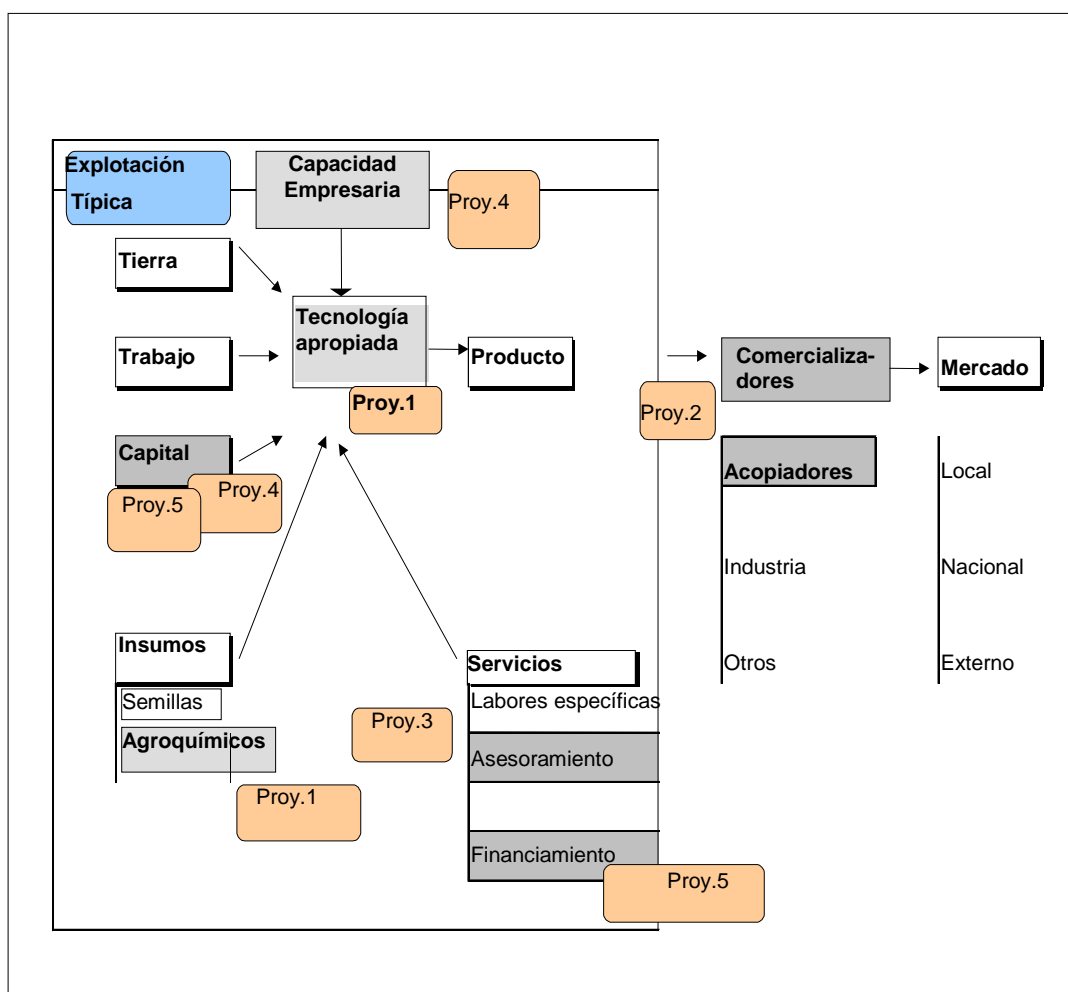 Explotación
Típica
Capacidad
Empresaria
Proy.4
Tierra
Tecnología
apropiada
Trabajo
Producto
Comercializa-
dores
Mercado
Proy.1
Proy.2
Capital
Proy.4
Proy.5
Acopiadores
Local
Industria
Nacional
Insumos
Servicios
Otros
Externo
Semillas
Labores específicas
Proy.3
Agroquímicos
Asesoramiento
Proy.1
Financiamiento
Proy.5